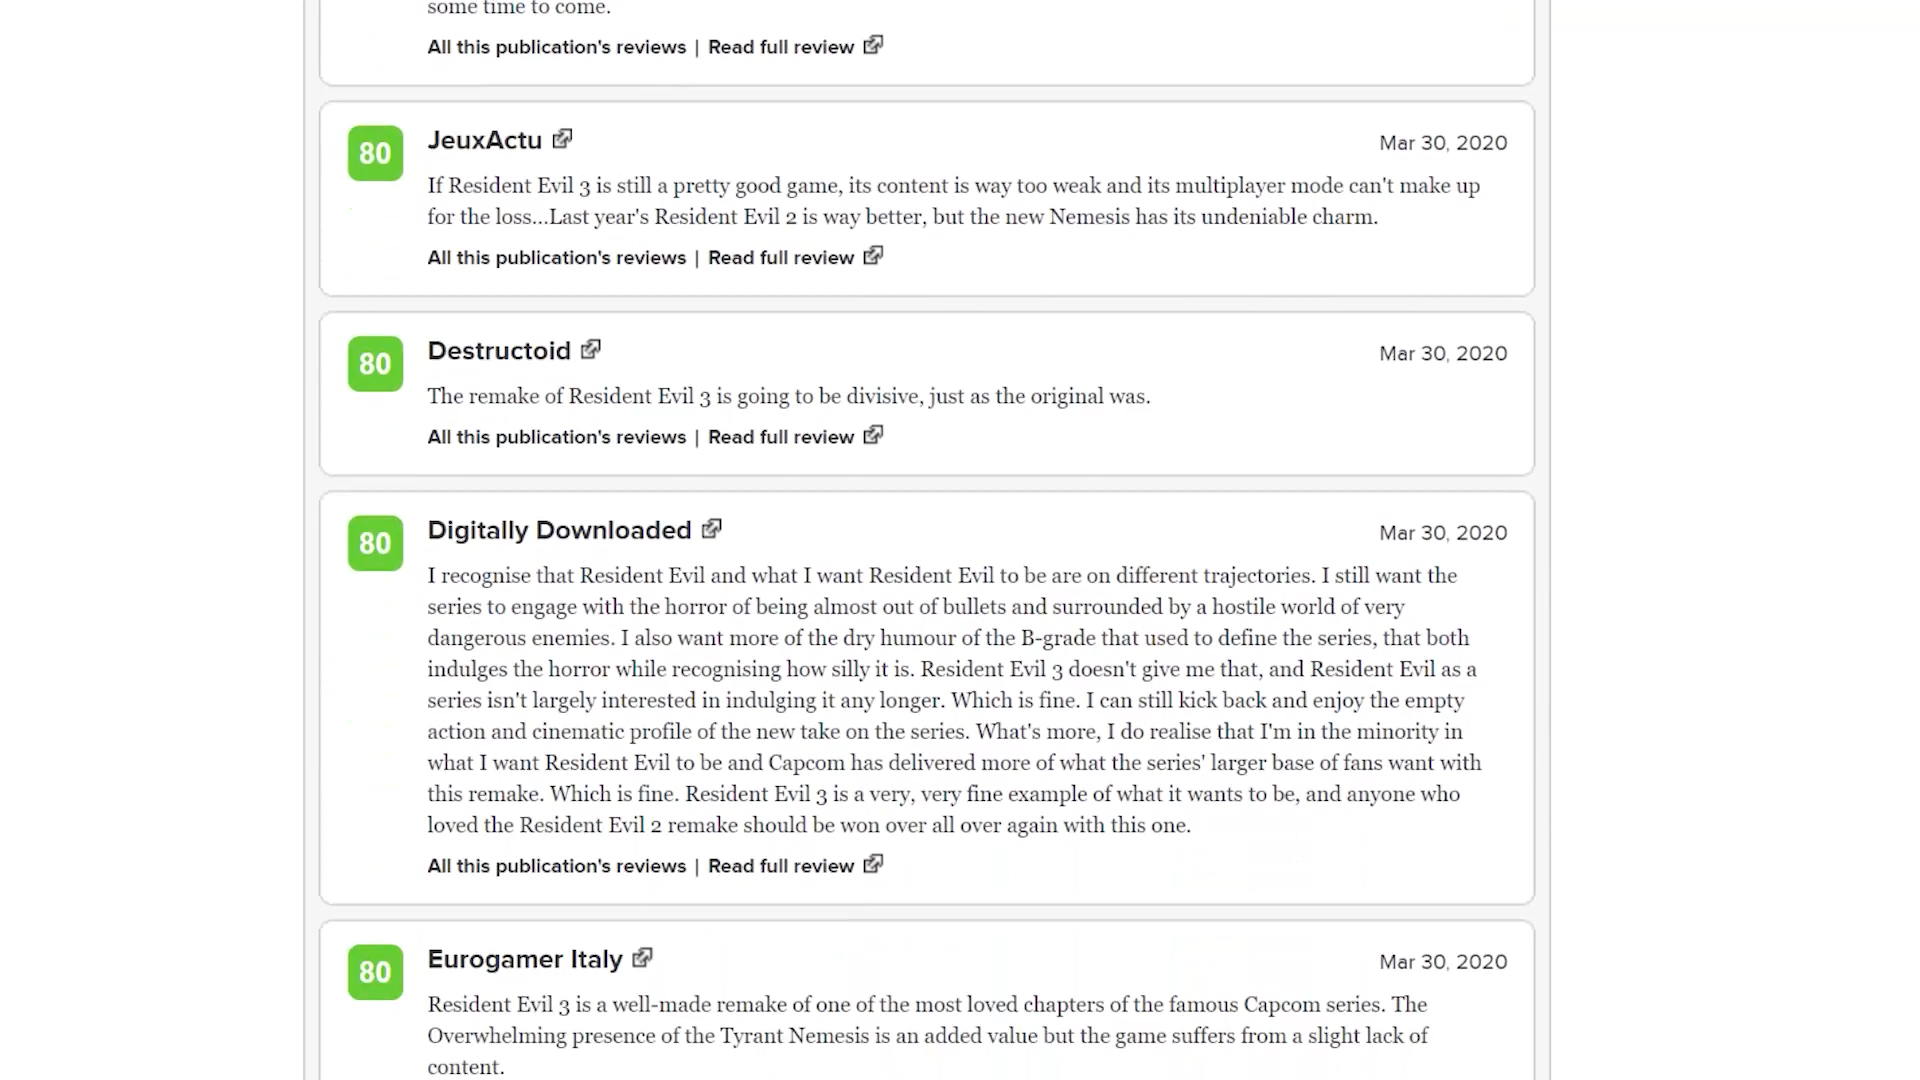 some time to come.
All this publication's reviews | Read full review
80
JeuxActu
Mar 30, 2020
If Resident Evil 3 is still a pretty good game, its content is way too weak and its multiplayer mode can't make up
for the loss...Last year's Resident Evil 2 is way better, but the new Nemesis has its undeniable charm.
All this publication's reviews | Read full review
80
Destructoid
Mar 30, 2020
The remake of Resident Evil 3 is going to be divisive, just as the original was.
All this publication's reviews | Read full review
80
Digitally Downloaded
Mar 30, 2020
I recognise that Resident Evil and what I want Resident Evil to be are on different trajectories. I still want the
series to engage with the horror of being almost out of bullets and surrounded by a hostile world of very
dangerous enemies. I also want more of the dry humour of the B-grade that used to define the series, that both
indulges the horror while recognising how silly it is. Resident Evil 3 doesn't give me that, and Resident Evil as a
series isn't largely interested in indulging it any longer. Which is fine. I can still kick back and enjoy the empty
action and cinematic profile of the new take on the series. What's more, I do realise that I'm in the minority in
what I want Resident Evil to be and Capcom has delivered more of what the series' larger base of fans want with
this remake. Which is fine. Resident Evil 3 is a very, very fine example of what it wants to be, and anyone who
loved the Resident Evil 2 remake should be won over all over again with this one.
All this publication's reviews | Read full review
80
Eurogamer Italy
Mar 30, 2020
Resident Evil 3 is a well-made remake of one of the most loved chapters of the famous Capcom series. The
Overwhelming presence of the Tyrant Nemesis is an added value but the game suffers from a slight lack of
content.